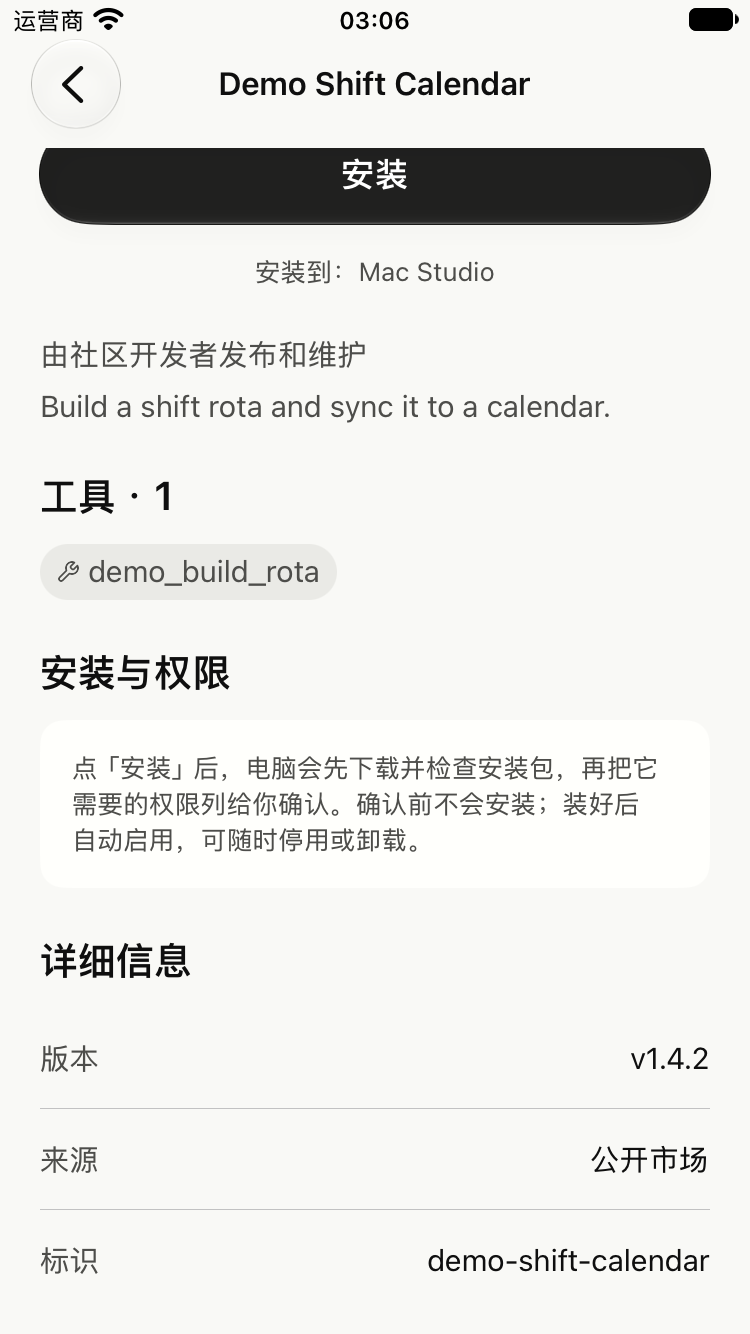 运营商
03:06
Demo Shift Calendar
安装
安装到：Mac Studio
由社区开发者发布和维护
Build a shift rota and sync it to a calendar.
工具 · 1
demo_build_rota
安装与权限
点「安装」后，电脑会先下载并检查安装包，再把它
需要的权限列给你确认。确认前不会安装；装好后
自动启用，可随时停用或卸载。
详细信息
版本 v1.4.2
来源 公开市场
标识 demo-shift-calendar